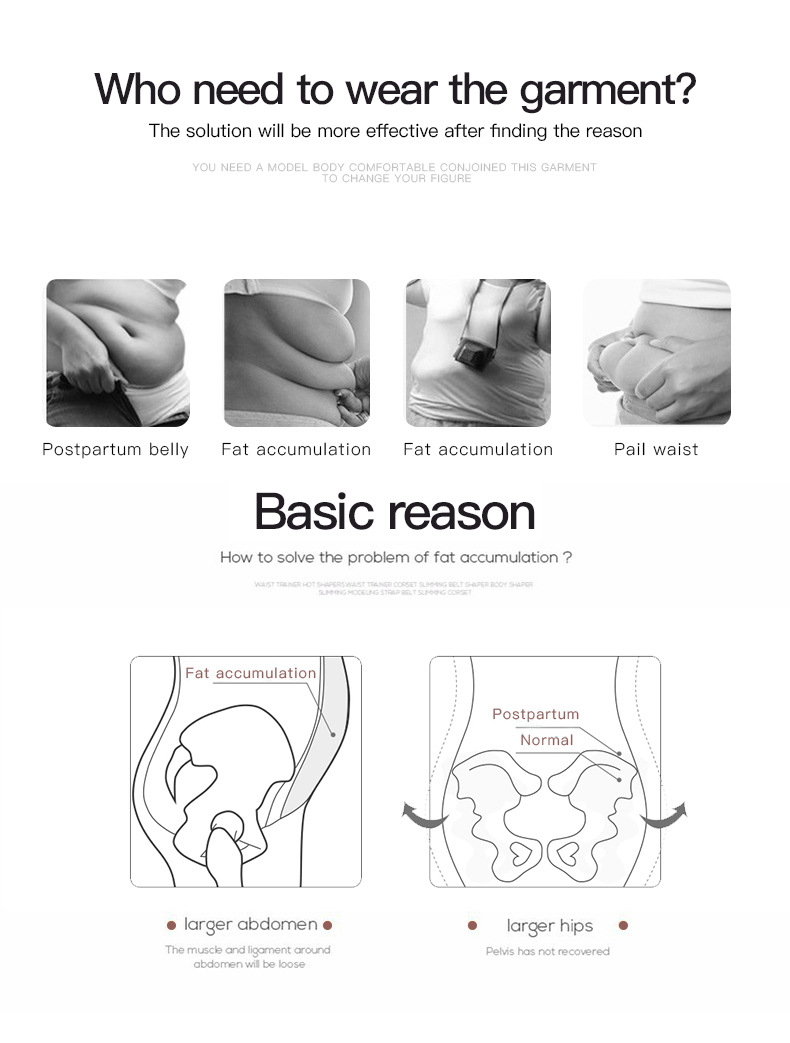 Who need to wear the garment?
The solution will be more effective after finding the reason
YOU NEED A MODEL BODY COMFORTABLE CONJOINED THIS GARMENT
TO CHANGE YOUR FIGURE
Postpartum belly
Fat accumulation
Fat accumulation
Pail waist
Basic reason
How to solve the problem of fat accumulation ?
WAIST TRAINER HOT SHAPERS WAIST TRAINER CORSET SLIMMING BELT SHAPER BODY SHAPER
SLIMMING MODELING STRAP BELT SLIMMING CORSET
Fat accumulation
Postpartum
Normal
larger abdomen
The muscle and ligament around
abdomen will be loose
larger hips
Pelvis has not recovered